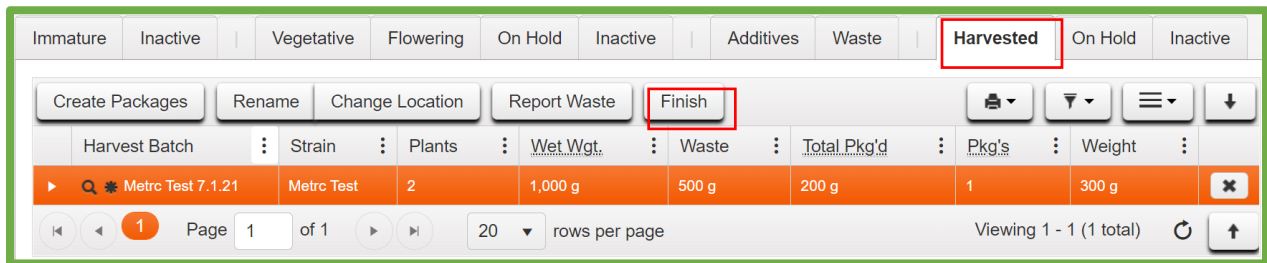 Immature Inactive | Vegetative Flowering On Hold Inactive | Additives Waste | Harvested On Hold Inactive
Create Packages Rename Change Location Report Waste Finish
Harvest Batch Strain Plants Wet Wgt. Waste Total Pkg'd Pkg's Weight
Metrc Test 7.1.21 Metrc Test 2 1,000 g 500 g 200 g 1 300 g
1 Page 1 of 1 20 rows per page Viewing 1 - 1 (1 total)